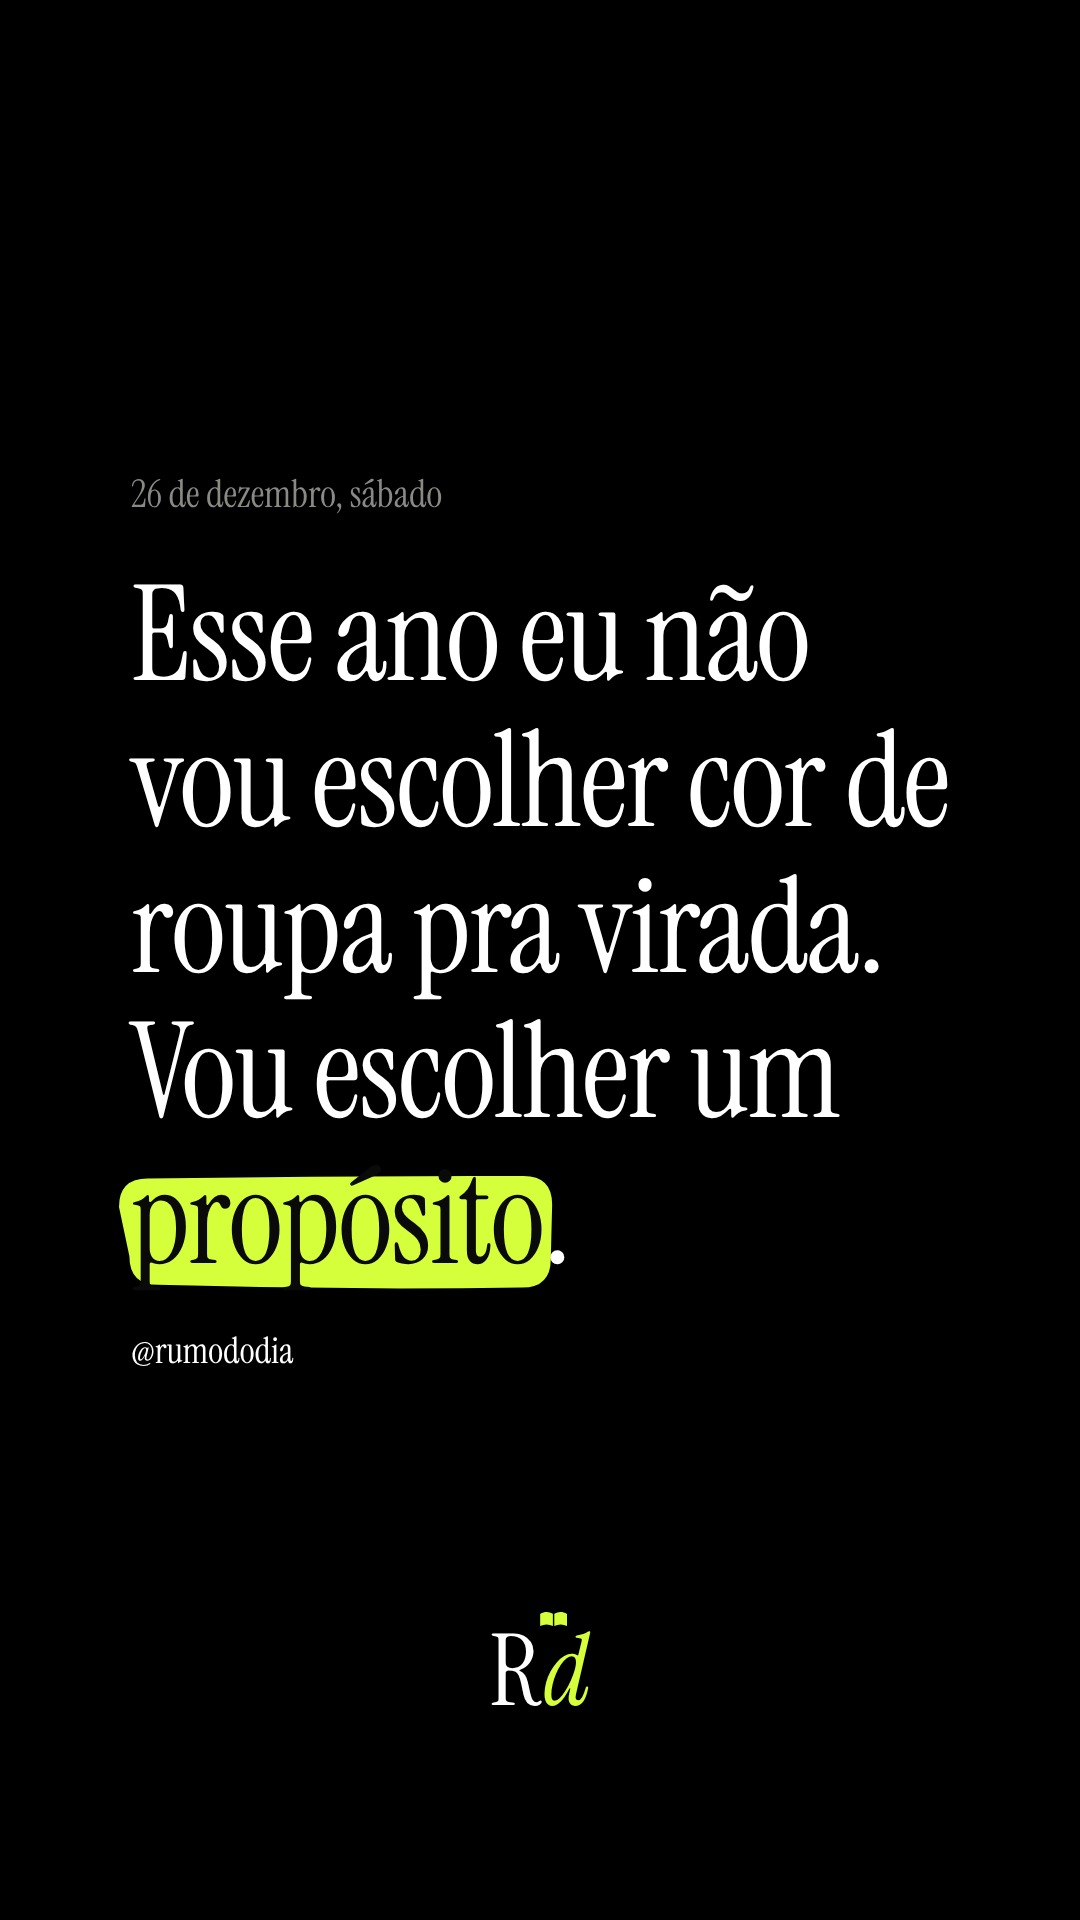 26 de dezembro, sábado
Esse ano eu não
vou escolher cor de
roupa pra virada.
Vou escolher um
propósito.
@rumododia
Rd